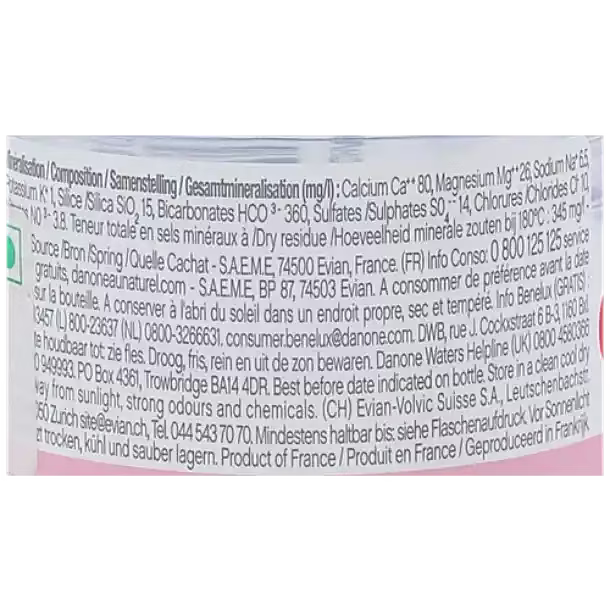 Minéralisation / Composition / Samenstelling / Gesamtmineralisation (mg/l) : Calcium Ca⁺⁺ 80, Magnesium Mg⁺⁺ 26, Sodium Na⁺ 6,5,
Potassium K⁺ 1, Silice /Silica SiO₂ 15, Bicarbonates HCO ³⁻ 360, Sulfates /Sulphates SO₄⁻⁻ 14, Chlorures /Chlorides Cl⁻ 10,
NO ³⁻ 3.8. Teneur totale en sels minéraux à /Dry residue /Hoeveelheid minerale zouten bij 180°C : 345 mg/l -
Source /Bron /Spring / Quelle Cachat - S.A.E.M.E, 74500 Evian, France. (FR) Info Conso: 0 800 125 125 service
gratuits, danoneaunaturel.com - S.A.E.M.E, BP 87, 74503 Evian. A consommer de préférence avant la date
sur la bouteille. A conserver à l'abri du soleil dans un endroit propre, sec et tempéré. Info Benelux (GRATIS) :
3457 (L) 800-23637 (NL) 0800-3266631. consumer.benelux@danone.com. DWB, rue J. Cockxstraat 6 B-3, 1160 Bxl.
te houdbaar tot: zie fles. Droog, fris, rein en uit de zon bewaren. Danone Waters Helpline (UK) 0800 4580366
0 949993, PO Box 4361, Trowbridge BA14 4DR. Best before date indicated on bottle. Store in a clean cool dry
way from sunlight, strong odours and chemicals. (CH) Evian-Volvic Suisse S.A., Leutschenbachstr.
050 Zurich site@evian.ch, Tel. 044 543 70 70. Mindestens haltbar bis: siehe Flaschenaufdruck. Vor Sonnenlicht
zt trocken, kühl und sauber lagern. Product of France / Produit en France / Geproduceerd in Frankrijk